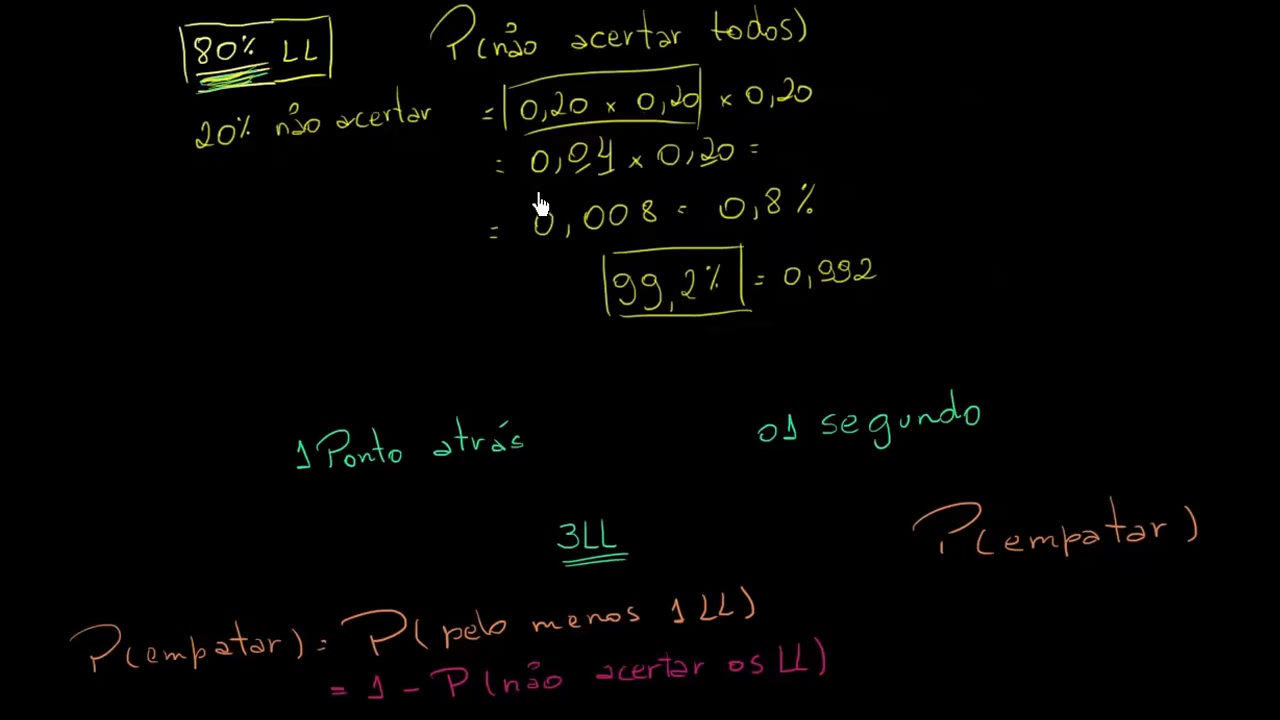 80% LL
P(não acertar todos)
20% não acertar
= 0,20 x 0,20 x 0,20
= 0,04 x 0,20 =
= 0,008 = 0,8%
99,2% = 0,992
1 Ponto atrás
01 segundo
3LL
P(empatar)
P(empatar) = P(pelo menos 1 LL)
= 1 - P(não acertar os LL)